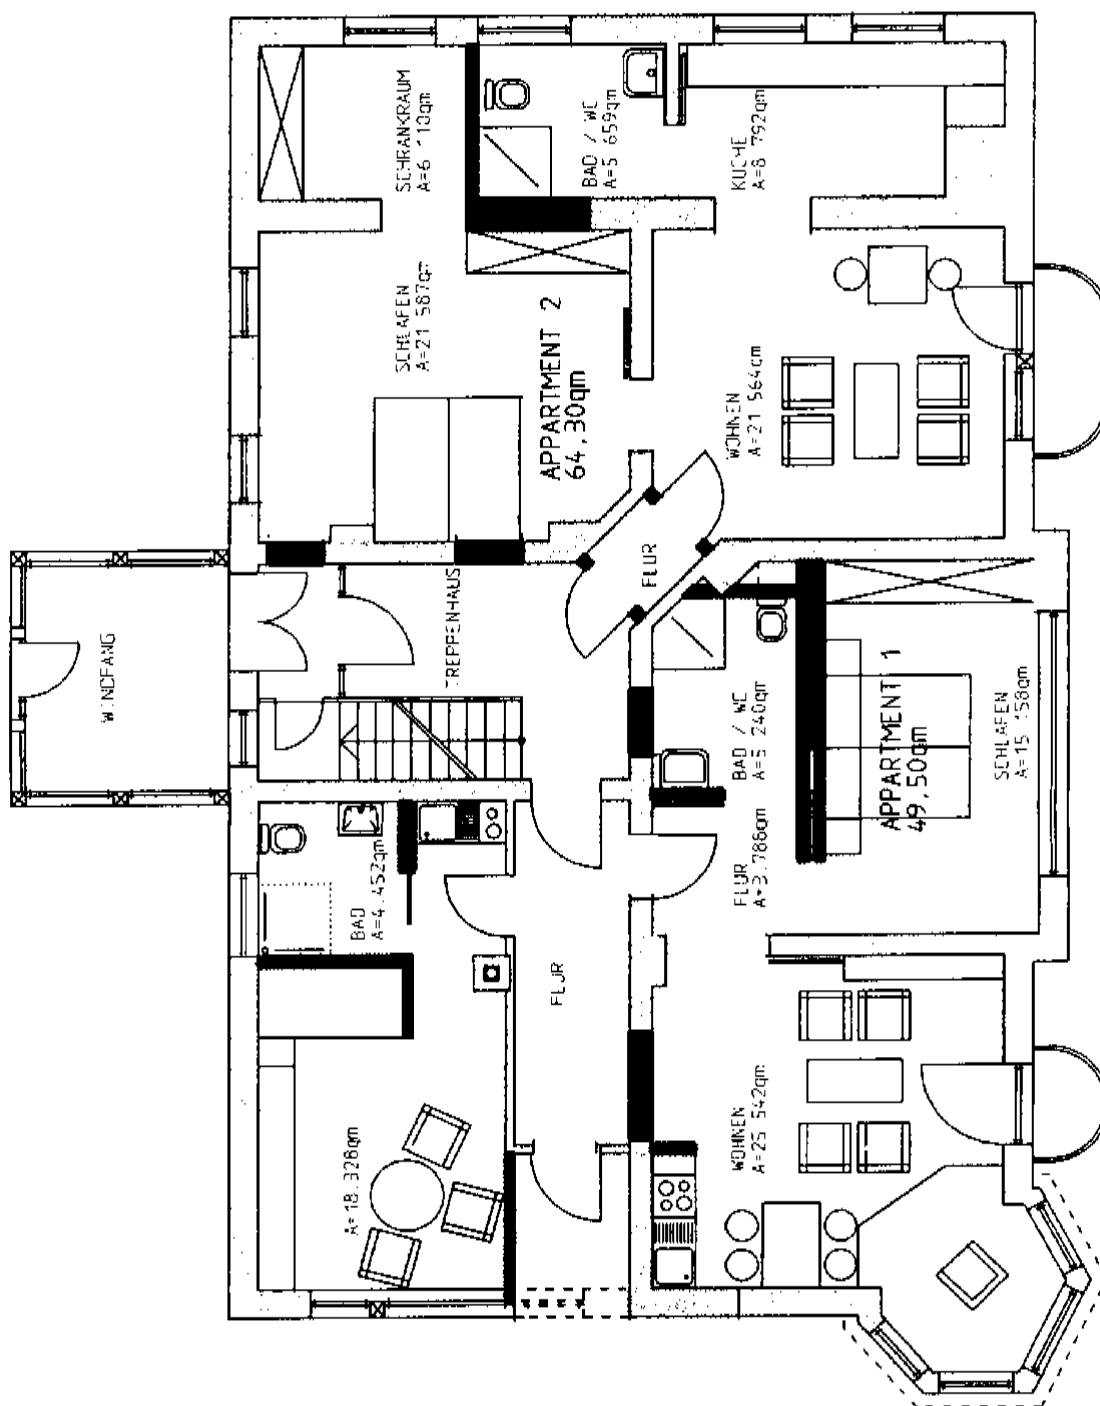 WINDFANG
A=18.328qm
BAD
A=4.452qm
SCHLAFEN
A=21.587qm
SCHRANKRAUM
A=6.110qm
TREPPENHAUS
APPARTMENT 2
64,30qm
FLUR
BAD / WC
A=5.659qm
FLUR
WOHNEN
A=25.542qm
FLUR
A=3.786qm
BAD / WC
A=5.240qm
WOHNEN
A=21.564qm
KÜCHE
A=8.792qm
APPARTMENT 1
49,50qm
SCHLAFEN
A=15.158qm